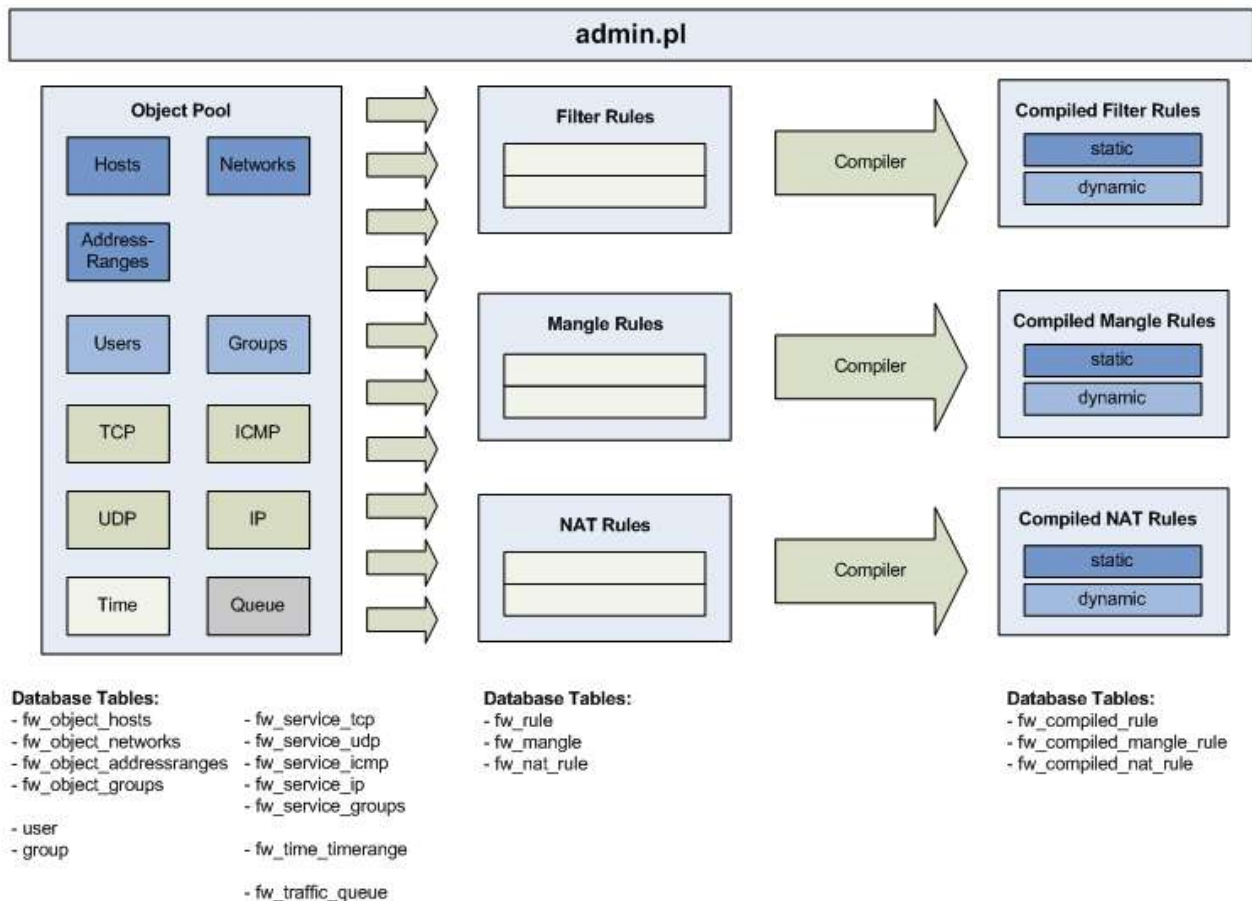 admin.pl
Object Pool
Hosts
Networks
Address-
Ranges
Users
Groups
TCP
ICMP
UDP
IP
Time
Queue
Filter Rules
Mangle Rules
NAT Rules
Compiler
Compiler
Compiler
Compiled Filter Rules
static
dynamic
Compiled Mangle Rules
static
dynamic
Compiled NAT Rules
static
dynamic
Database Tables:
- fw_object_hosts
- fw_object_networks
- fw_object_addressranges
- fw_object_groups
- user
- group
- fw_service_tcp
- fw_service_udp
- fw_service_icmp
- fw_service_ip
- fw_service_groups
- fw_time_timerange
- fw_traffic_queue
Database Tables:
- fw_rule
- fw_mangle
- fw_nat_rule
Database Tables:
- fw_compiled_rule
- fw_compiled_mangle_rule
- fw_compiled_nat_rule